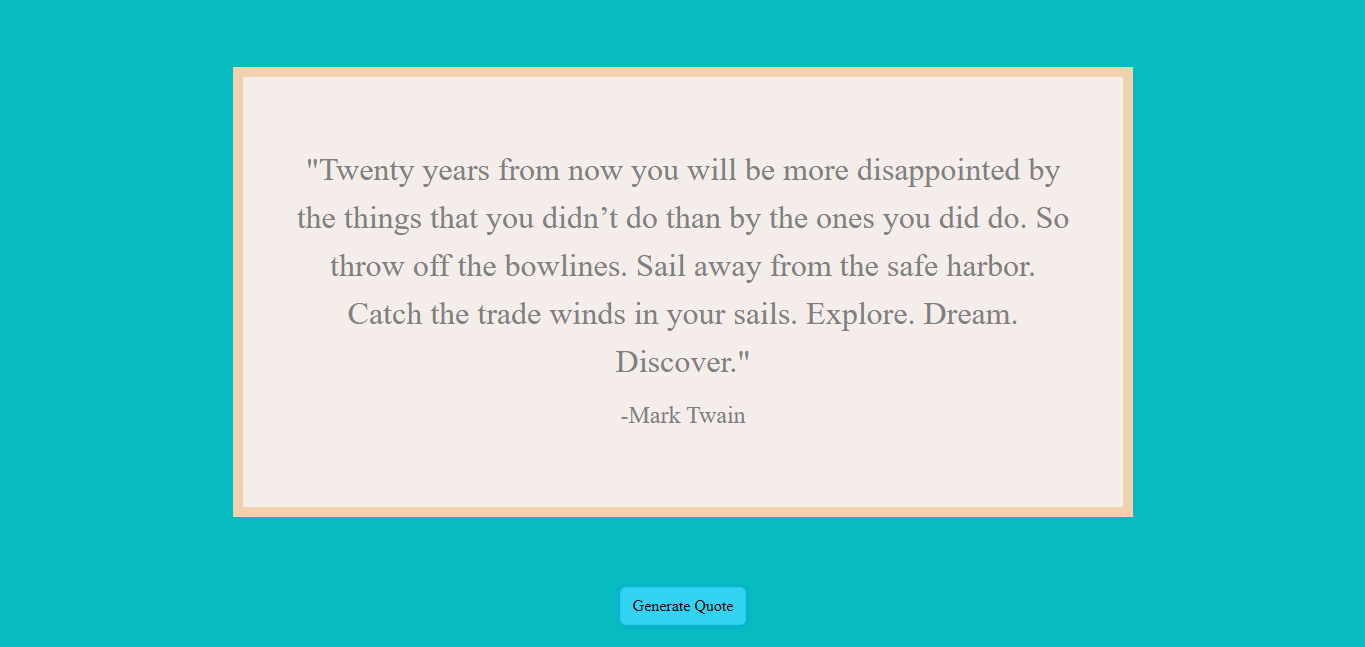 "Twenty years from now you will be more disappointed by
the things that you didn’t do than by the ones you did do. So
throw off the bowlines. Sail away from the safe harbor.
Catch the trade winds in your sails. Explore. Dream.
Discover."
-Mark Twain
Generate Quote